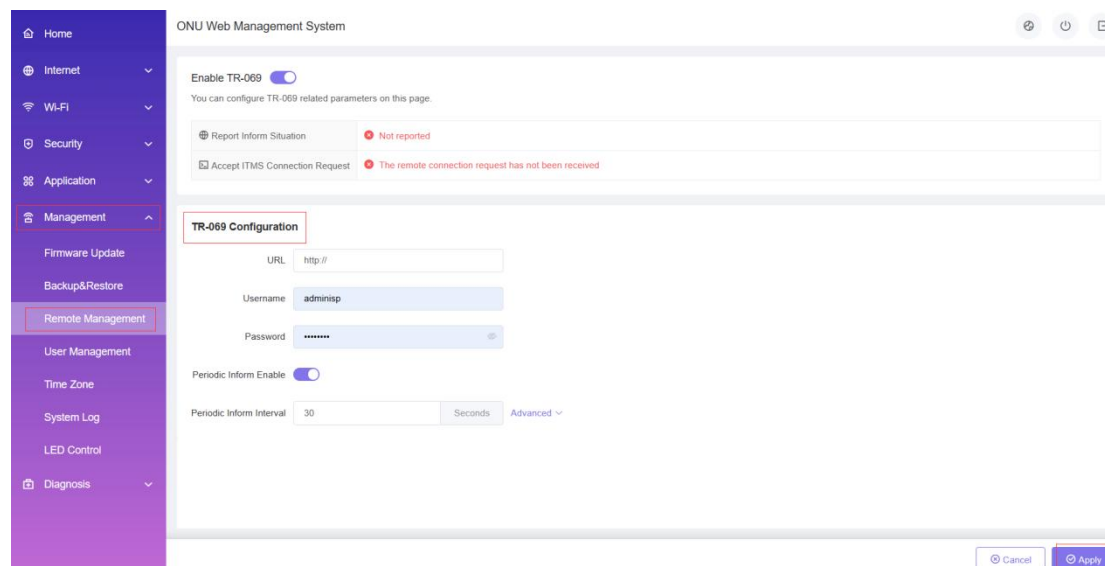 ONU Web Management System
Home
Internet
Wi-Fi
Security
Application
Management
Firmware Update
Backup&Restore
Remote Management
User Management
Time Zone
System Log
LED Control
Diagnosis
Enable TR-069
You can configure TR-069 related parameters on this page.
Report Inform Situation Not reported
Accept ITMS Connection Request The remote connection request has not been received
TR-069 Configuration
URL http://
Username adminisp
Password ••••••••
Periodic Inform Enable
Periodic Inform Interval 30 Seconds Advanced
Cancel Apply